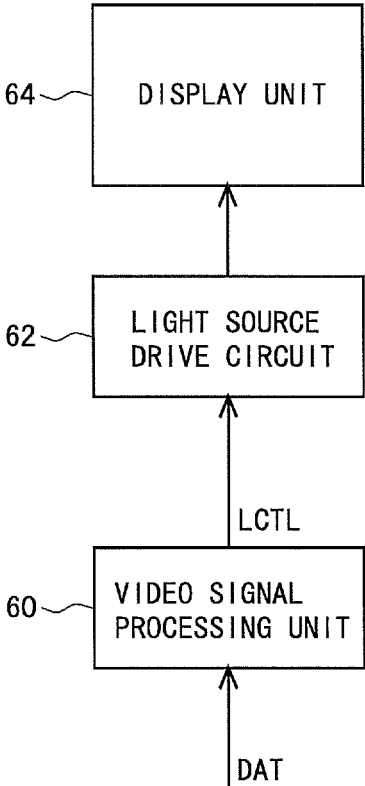 64
DISPLAY UNIT
62
LIGHT SOURCE
DRIVE CIRCUIT
LCTL
60
VIDEO SIGNAL
PROCESSING UNIT
DAT